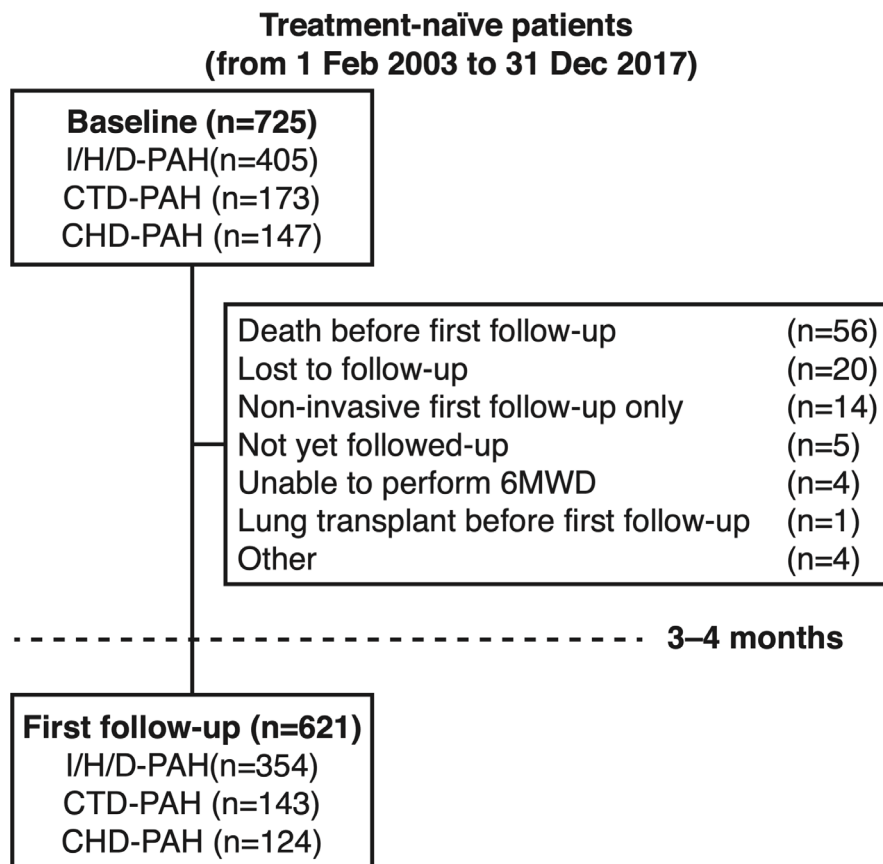 Treatment-naïve patients
(from 1 Feb 2003 to 31 Dec 2017)
Baseline (n=725)
I/H/D-PAH(n=405)
CTD-PAH (n=173)
CHD-PAH (n=147)
Death before first follow-up (n=56)
Lost to follow-up (n=20)
Non-invasive first follow-up only (n=14)
Not yet followed-up (n=5)
Unable to perform 6MWD (n=4)
Lung transplant before first follow-up (n=1)
Other (n=4)
3–4 months
First follow-up (n=621)
I/H/D-PAH(n=354)
CTD-PAH (n=143)
CHD-PAH (n=124)